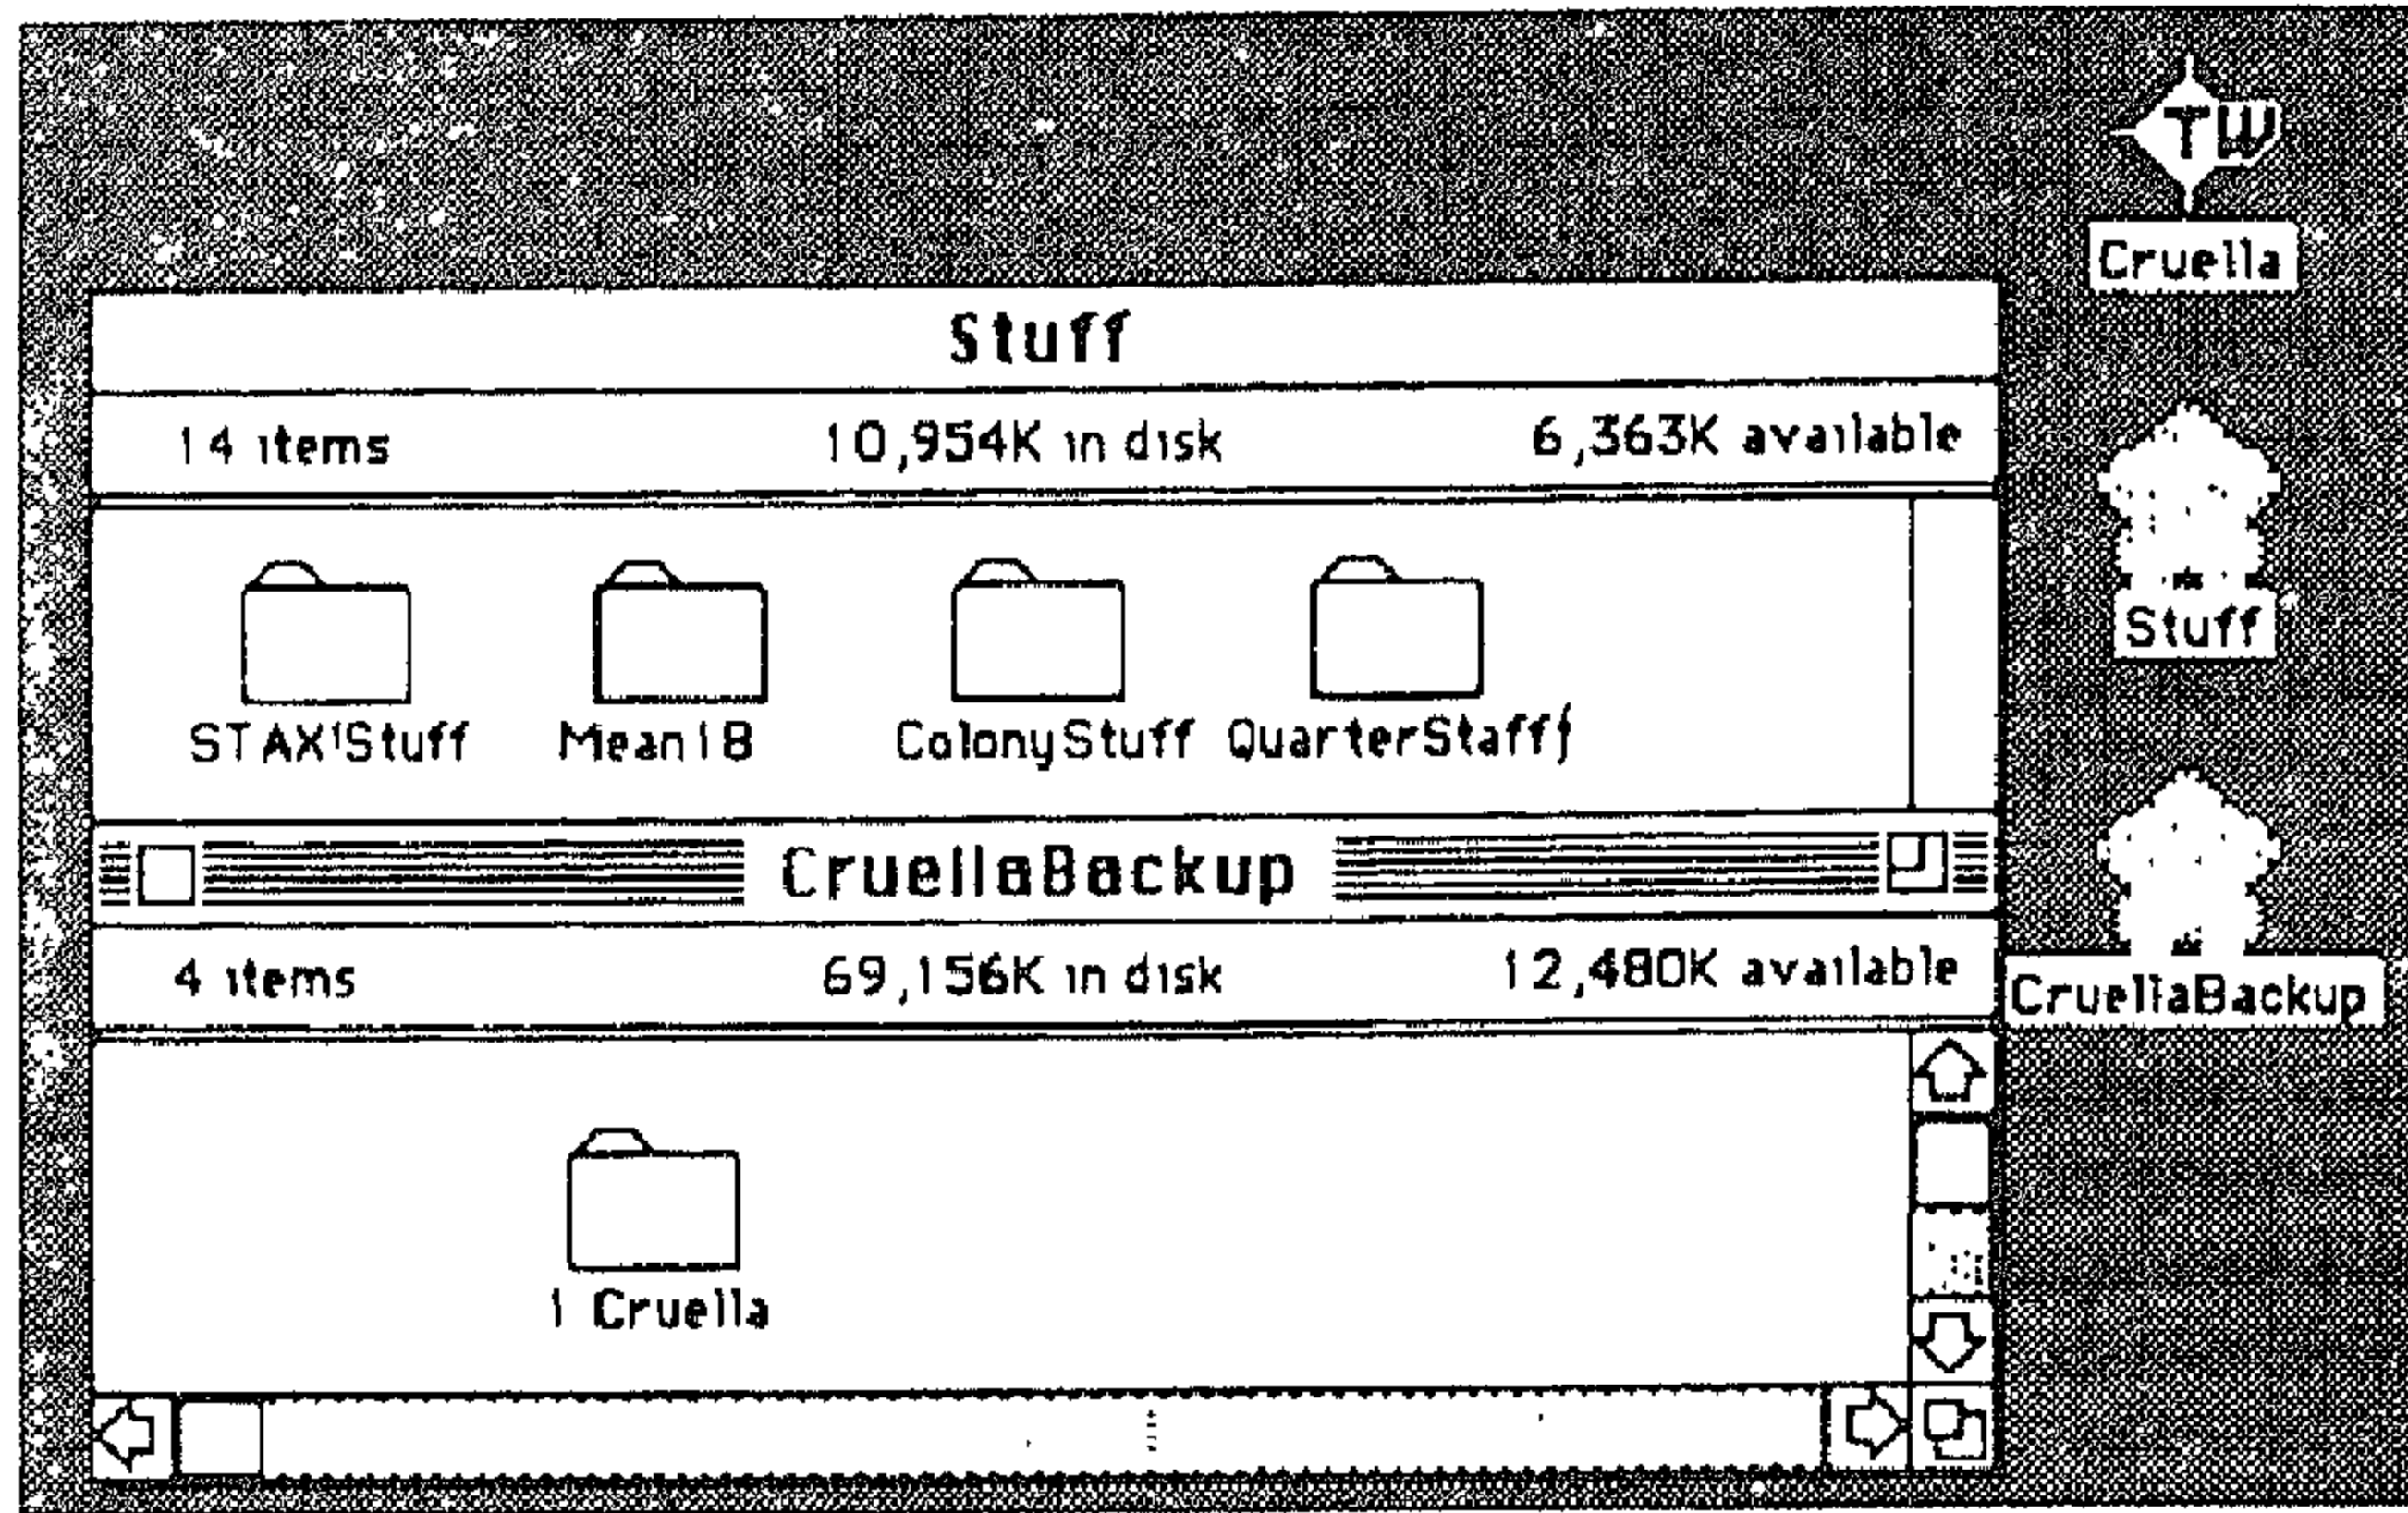 TW
Cruella
Stuff
14 items 10,954K in disk 6,363K available
Stuff
STAX'Stuff Mean18 ColonyStuff QuarterStafff
CruellaBackup
4 items 69,156K in disk 12,480K available
CruellaBackup
1 Cruella